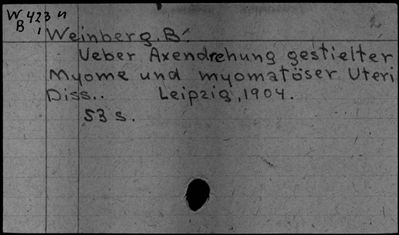 W 423 n
B 1
Weinberg, B.
Ueber Axendrehung gestielter
Myome und myomatöser Uteri
Diss.. Leipzig, 1904.
53 s.